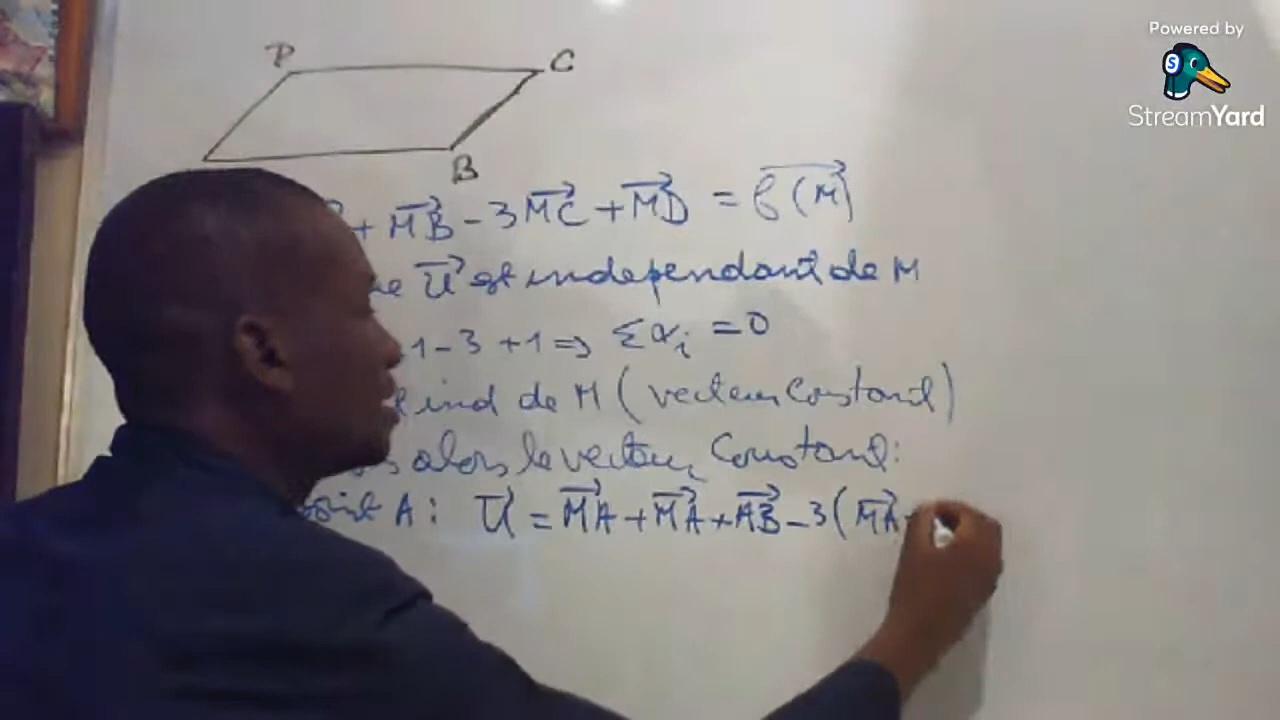 Powered by
StreamYard
D C
B
+ MB - 3MC + MD = f(M)
U est independant de M
1 - 3 + 1 => Σαi = 0
ind de M (vecteur constant)
alors le vecteur constant:
point A: U = MA + MA + AB - 3(MA